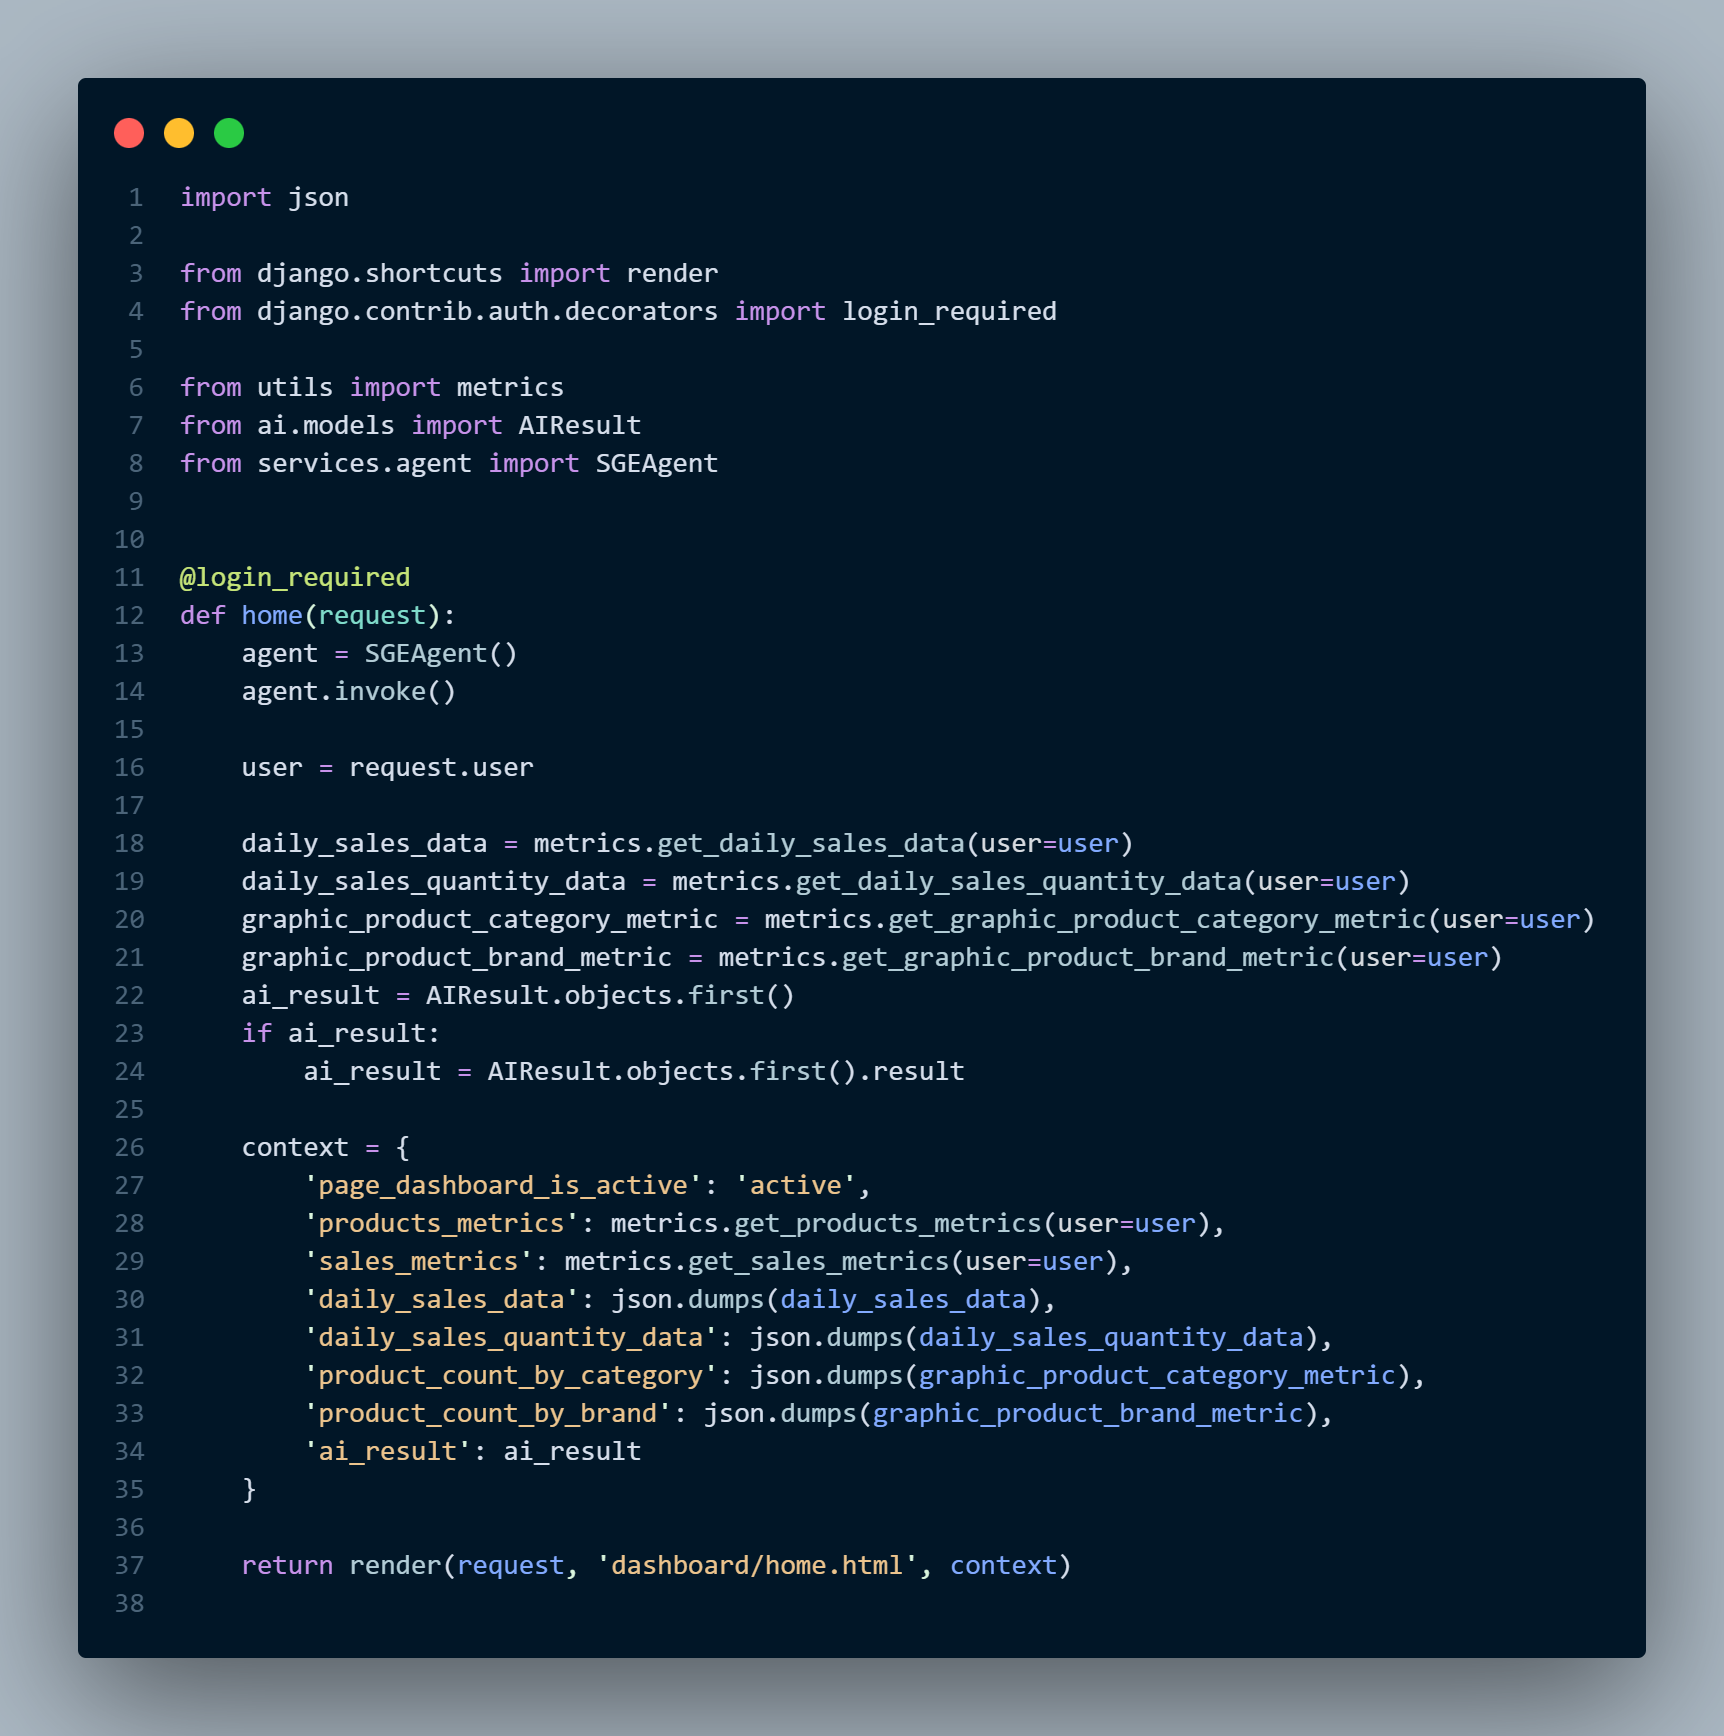 1 import json
2
3 from django.shortcuts import render
4 from django.contrib.auth.decorators import login_required
5
6 from utils import metrics
7 from ai.models import AIResult
8 from services.agent import SGEAgent
9
10
11 @login_required
12 def home(request):
13     agent = SGEAgent()
14     agent.invoke()
15
16     user = request.user
17
18     daily_sales_data = metrics.get_daily_sales_data(user=user)
19     daily_sales_quantity_data = metrics.get_daily_sales_quantity_data(user=user)
20     graphic_product_category_metric = metrics.get_graphic_product_category_metric(user=user)
21     graphic_product_brand_metric = metrics.get_graphic_product_brand_metric(user=user)
22     ai_result = AIResult.objects.first()
23     if ai_result:
24         ai_result = AIResult.objects.first().result
25
26     context = {
27         'page_dashboard_is_active': 'active',
28         'products_metrics': metrics.get_products_metrics(user=user),
29         'sales_metrics': metrics.get_sales_metrics(user=user),
30         'daily_sales_data': json.dumps(daily_sales_data),
31         'daily_sales_quantity_data': json.dumps(daily_sales_quantity_data),
32         'product_count_by_category': json.dumps(graphic_product_category_metric),
33         'product_count_by_brand': json.dumps(graphic_product_brand_metric),
34         'ai_result': ai_result
35     }
36
37     return render(request, 'dashboard/home.html', context)
38